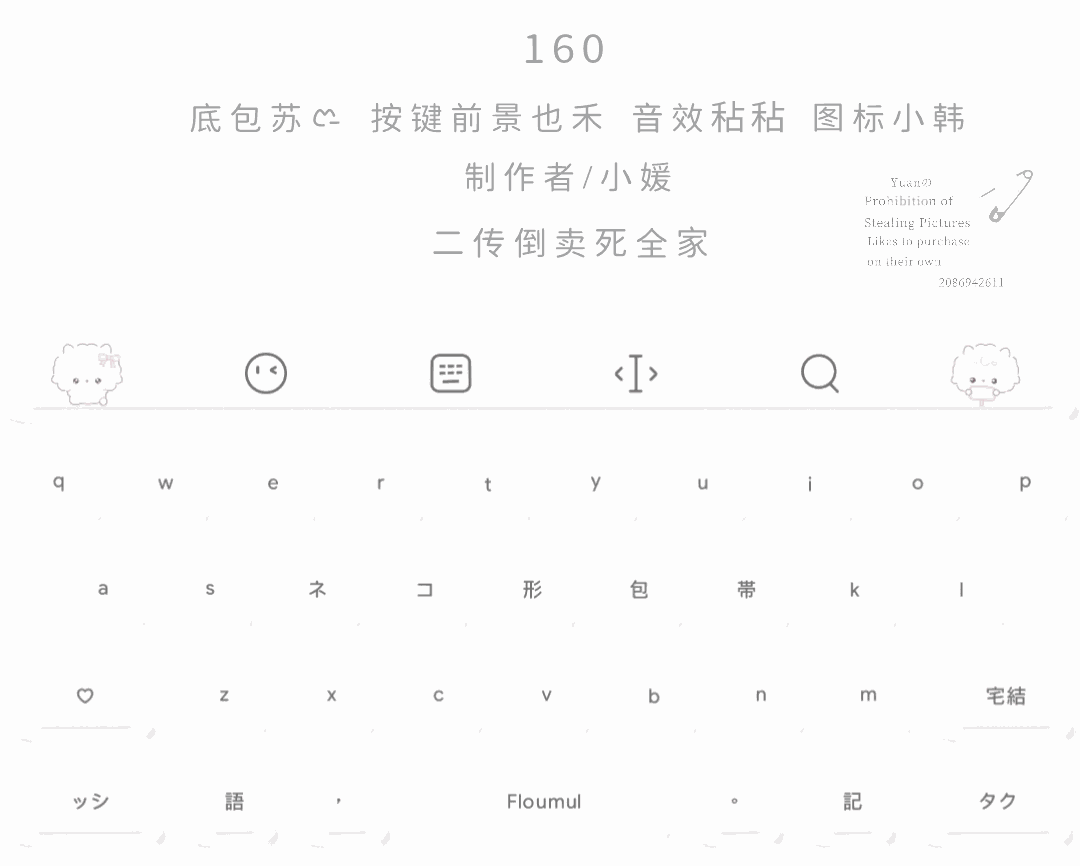 160
底包苏ღ 按键前景也禾 音效秥秥 图标小韩
制作者/小媛
二传倒卖死全家
Yuanの
Prohibition of
Stealing Pictures
Likes to purchase
on their own
2086942611
q w e r t y u i o p
a s ネ コ 形 包 帯 k l
z x c v b n m 宅結
ッシ 語 , Floumul 。 記 タク